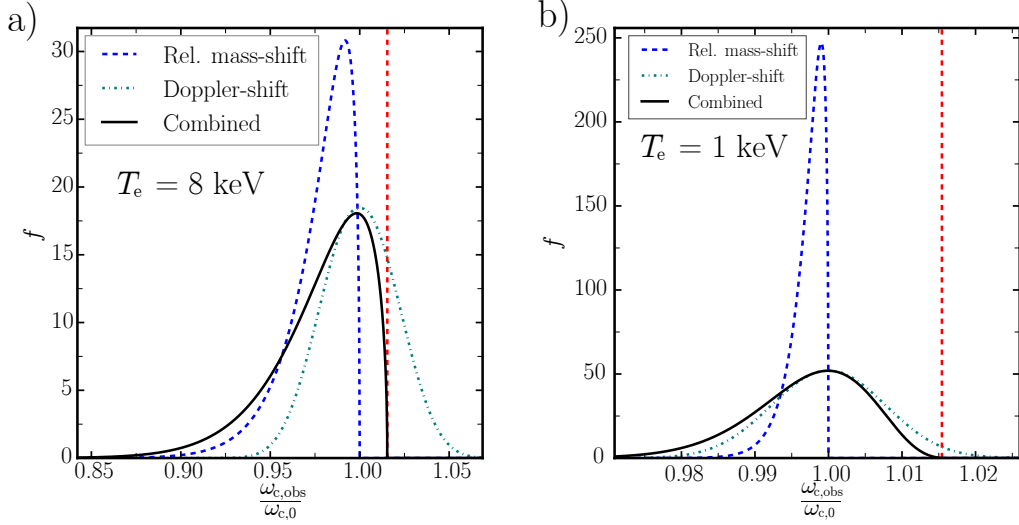 a)
f
30
25
20
15
10
5
0
Rel. mass-shift
Doppler-shift
Combined
T_e = 8 keV
0.85 0.90 0.95 1.00 1.05
ω_c,obs
ω_c,0
b)
f
250
200
150
100
50
0
Rel. mass-shift
Doppler-shift
Combined
T_e = 1 keV
0.98 0.99 1.00 1.01 1.02
ω_c,obs
ω_c,0